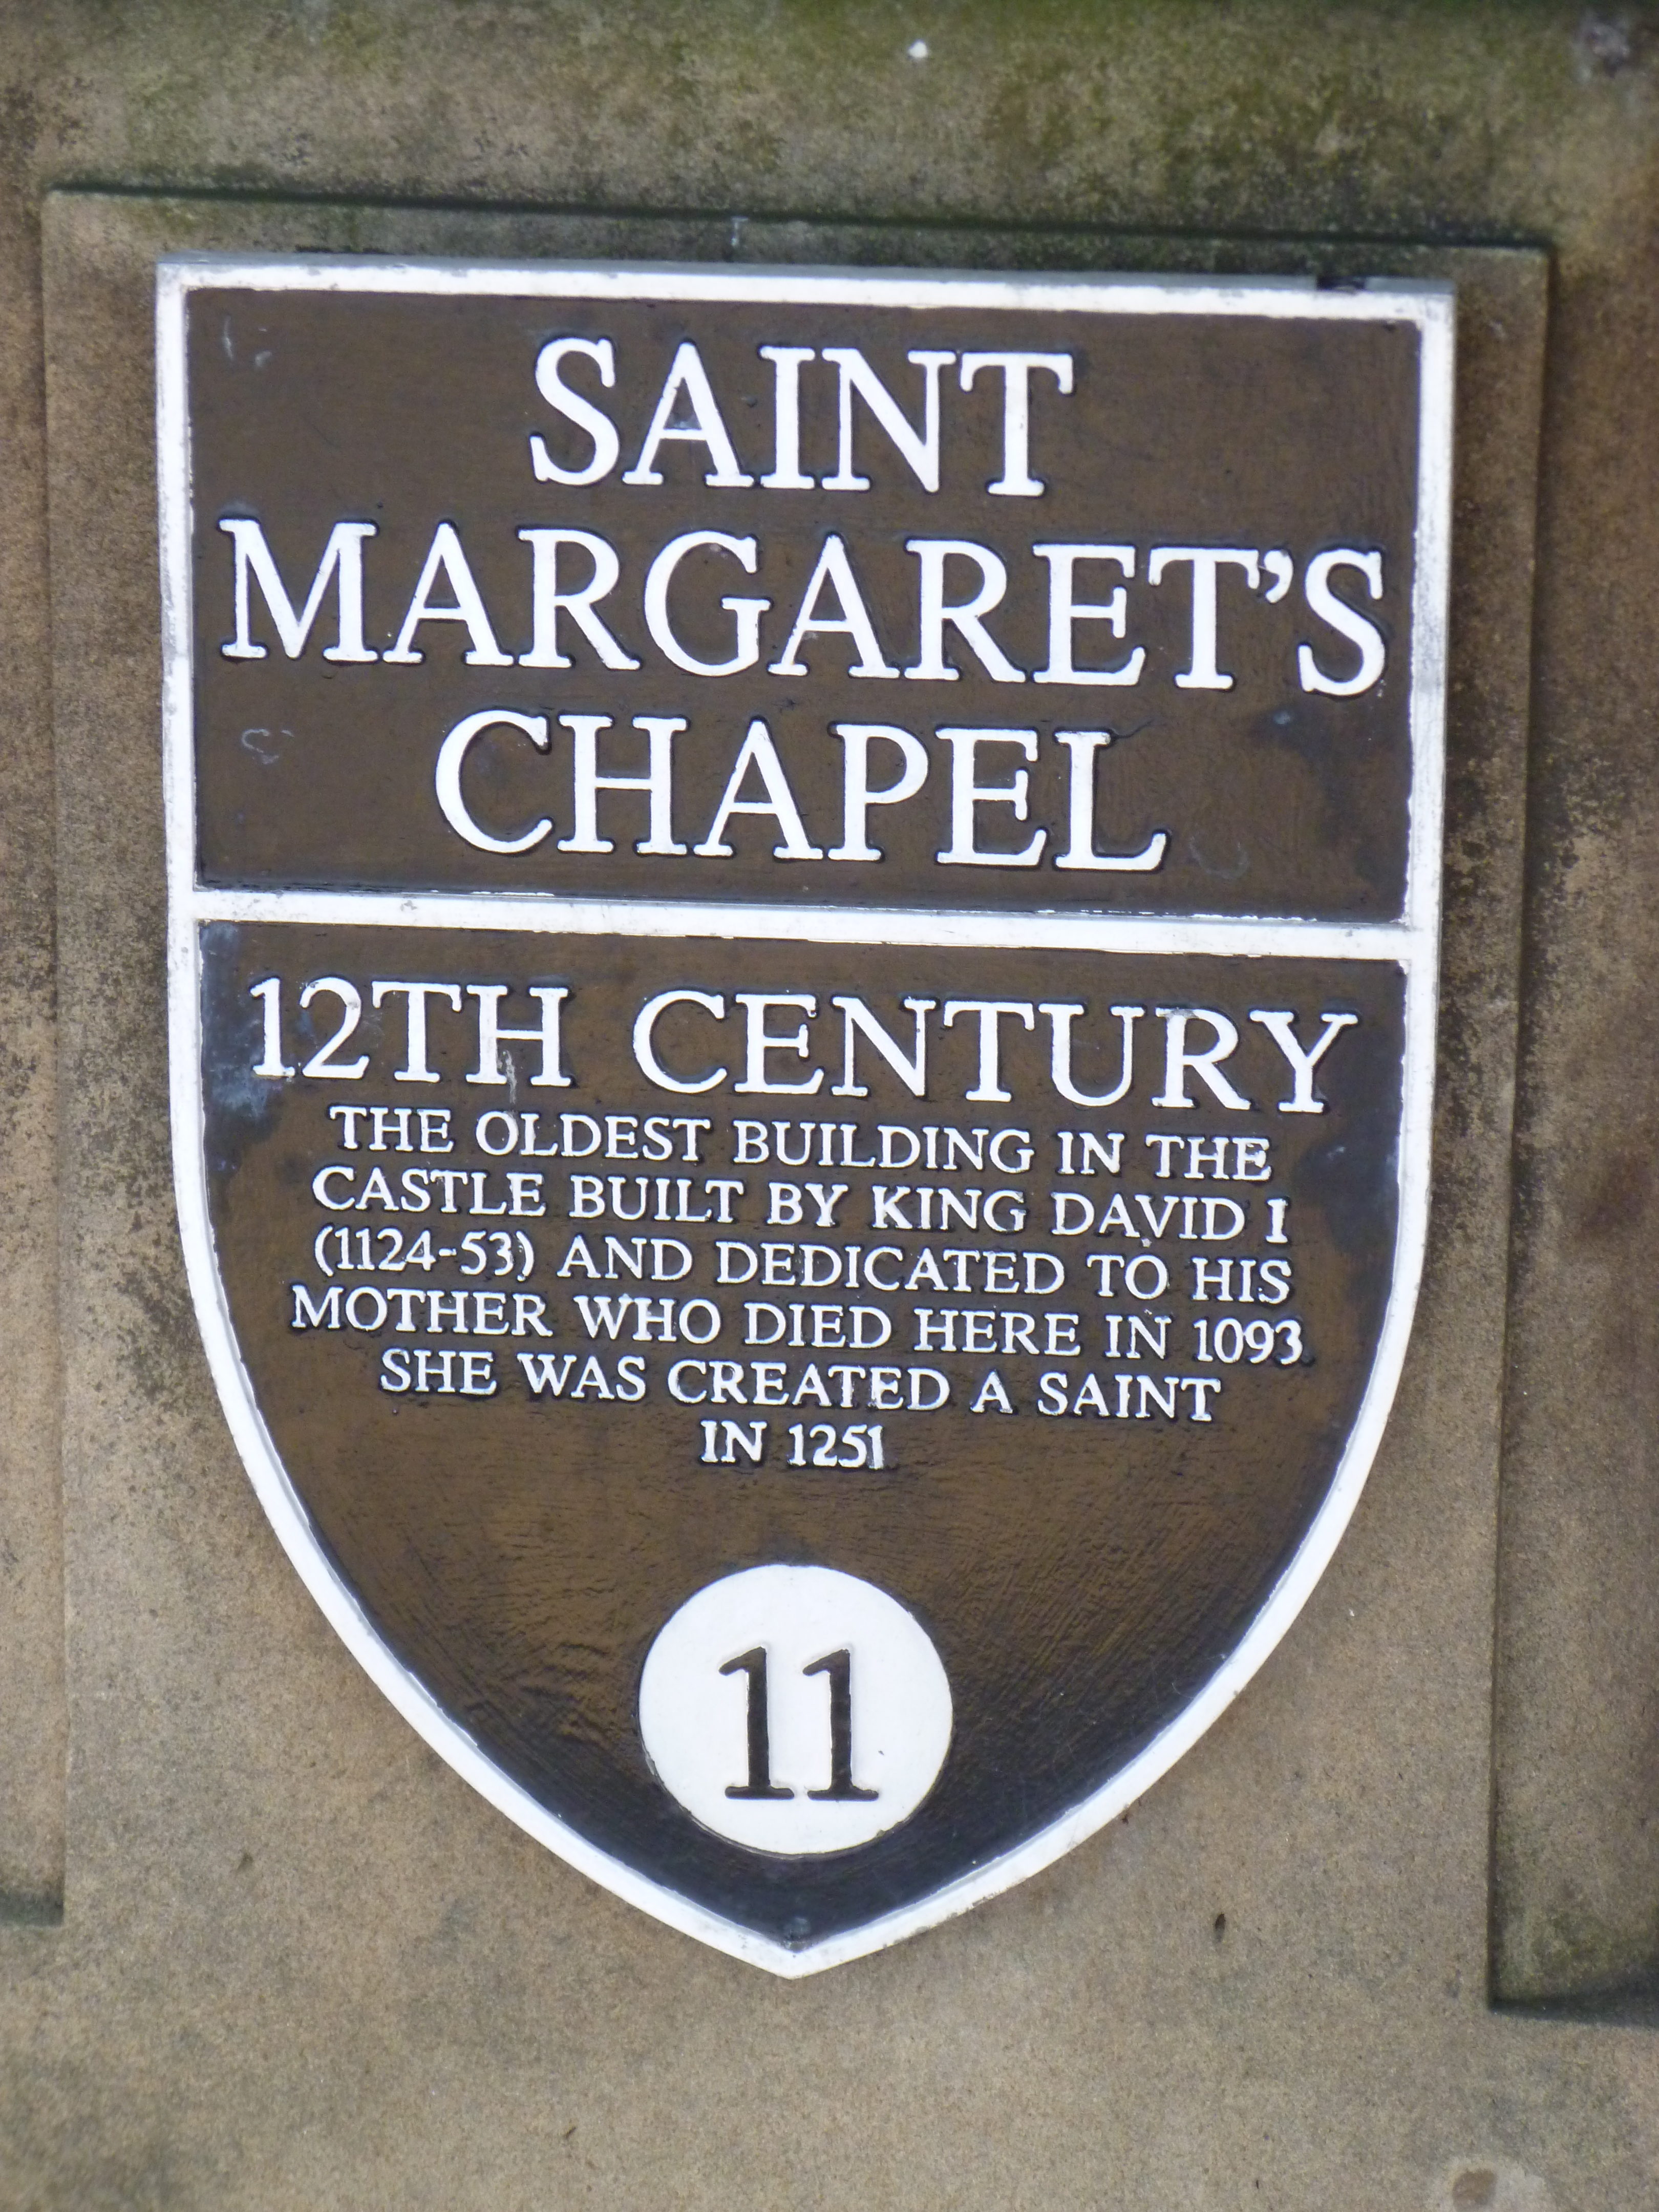 SAINT
MARGARET'S
CHAPEL
12TH CENTURY
THE OLDEST BUILDING IN THE
CASTLE BUILT BY KING DAVID I
(1124-53) AND DEDICATED TO HIS
MOTHER WHO DIED HERE IN 1093
SHE WAS CREATED A SAINT
IN 1251
11